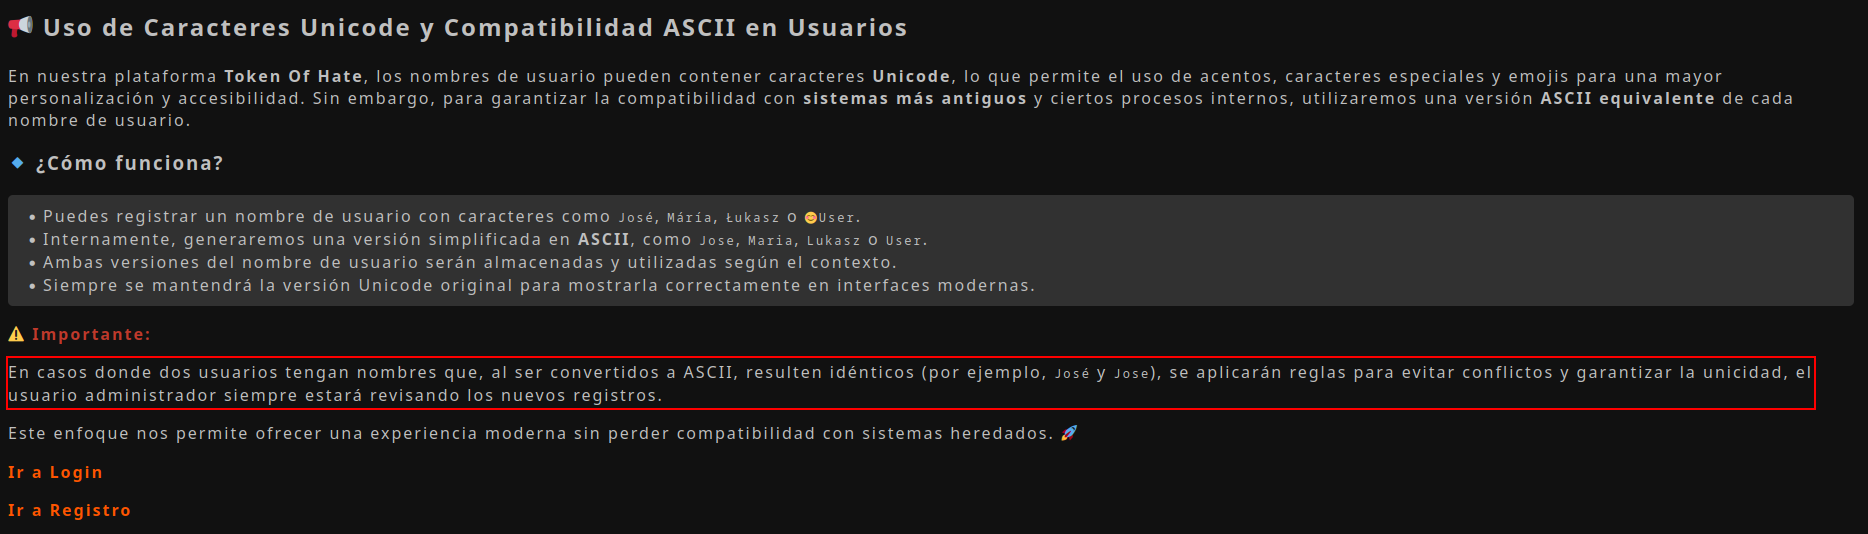 📢 Uso de Caracteres Unicode y Compatibilidad ASCII en Usuarios
En nuestra plataforma Token Of Hate, los nombres de usuario pueden contener caracteres Unicode, lo que permite el uso de acentos, caracteres especiales y emojis para una mayor
personalización y accesibilidad. Sin embargo, para garantizar la compatibilidad con sistemas más antiguos y ciertos procesos internos, utilizaremos una versión ASCII equivalente de cada
nombre de usuario.
🔹 ¿Cómo funciona?
• Puedes registrar un nombre de usuario con caracteres como José, Máría, Łukasz o 😊User.
• Internamente, generaremos una versión simplificada en ASCII, como Jose, Maria, Lukasz o User.
• Ambas versiones del nombre de usuario serán almacenadas y utilizadas según el contexto.
• Siempre se mantendrá la versión Unicode original para mostrarla correctamente en interfaces modernas.
⚠️ Importante:
En casos donde dos usuarios tengan nombres que, al ser convertidos a ASCII, resulten idénticos (por ejemplo, José y Jose), se aplicarán reglas para evitar conflictos y garantizar la unicidad, el
usuario administrador siempre estará revisando los nuevos registros.
Este enfoque nos permite ofrecer una experiencia moderna sin perder compatibilidad con sistemas heredados. 🚀
Ir a Login
Ir a Registro